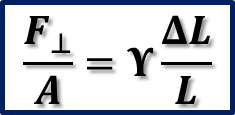 F⊥/A = ϒ ΔL/L